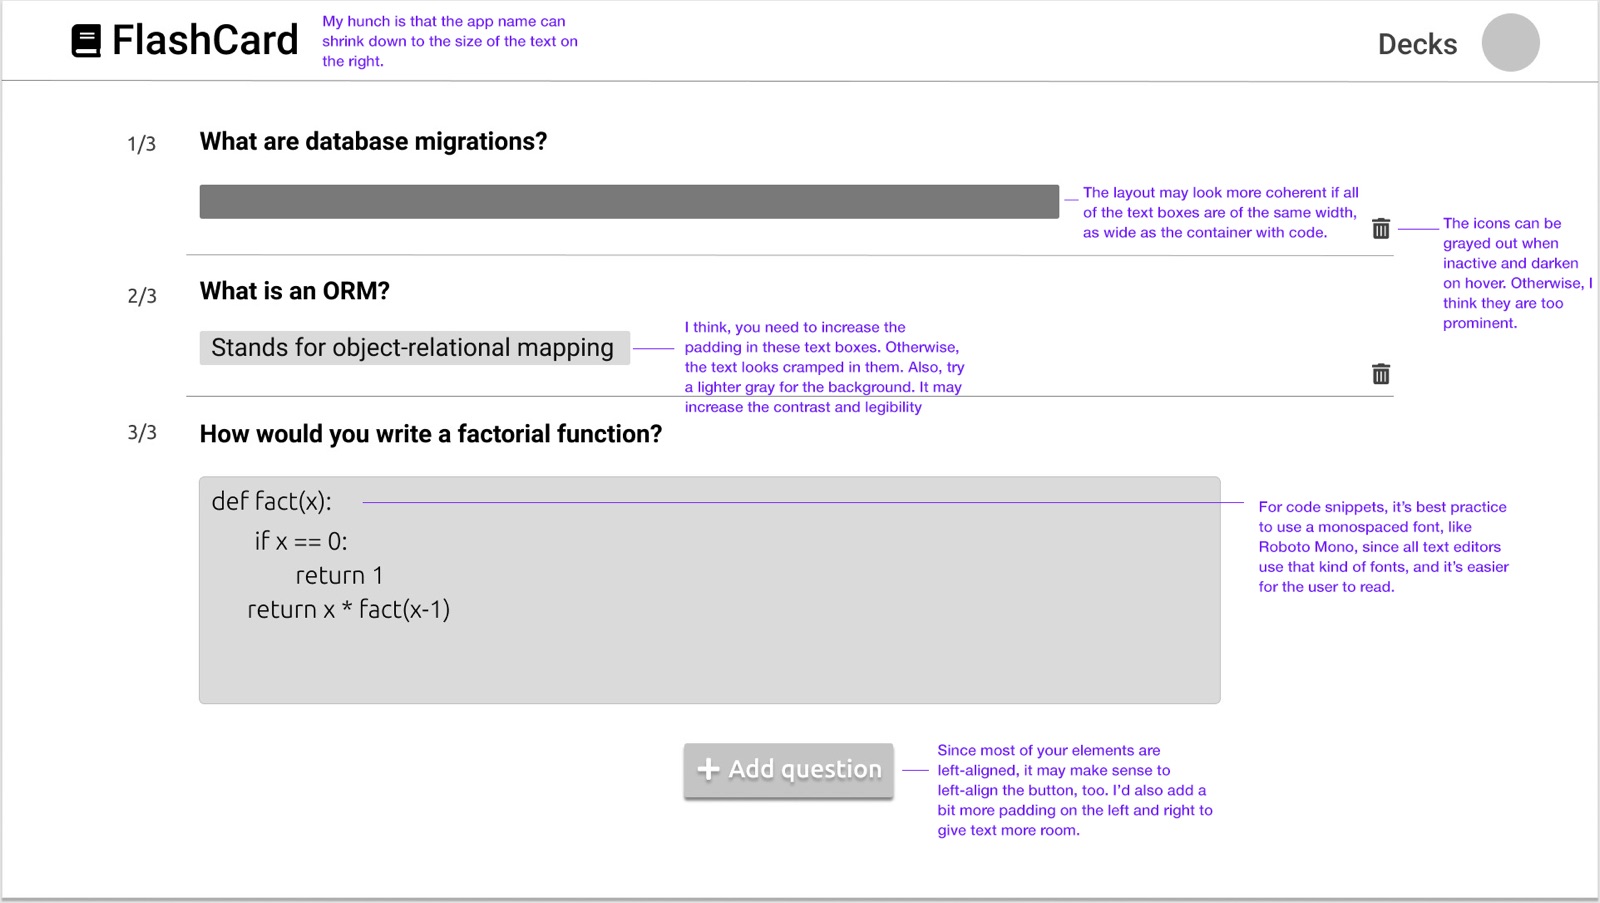 FlashCard
My hunch is that the app name can
shrink down to the size of the text on
the right.
Decks
1/3
What are database migrations?
The layout may look more coherent if all
of the text boxes are of the same width,
as wide as the container with code.
The icons can be
grayed out when
inactive and darken
on hover. Otherwise, I
think they are too
prominent.
2/3
What is an ORM?
Stands for object-relational mapping
I think, you need to increase the
padding in these text boxes. Otherwise,
the text looks cramped in them. Also, try
a lighter gray for the background. It may
increase the contrast and legibility
3/3
How would you write a factorial function?
def fact(x):
if x == 0:
return 1
return x * fact(x-1)
For code snippets, it’s best practice
to use a monospaced font, like
Roboto Mono, since all text editors
use that kind of fonts, and it’s easier
for the user to read.
+ Add question
Since most of your elements are
left-aligned, it may make sense to
left-align the button, too. I’d also add a
bit more padding on the left and right to
give text more room.